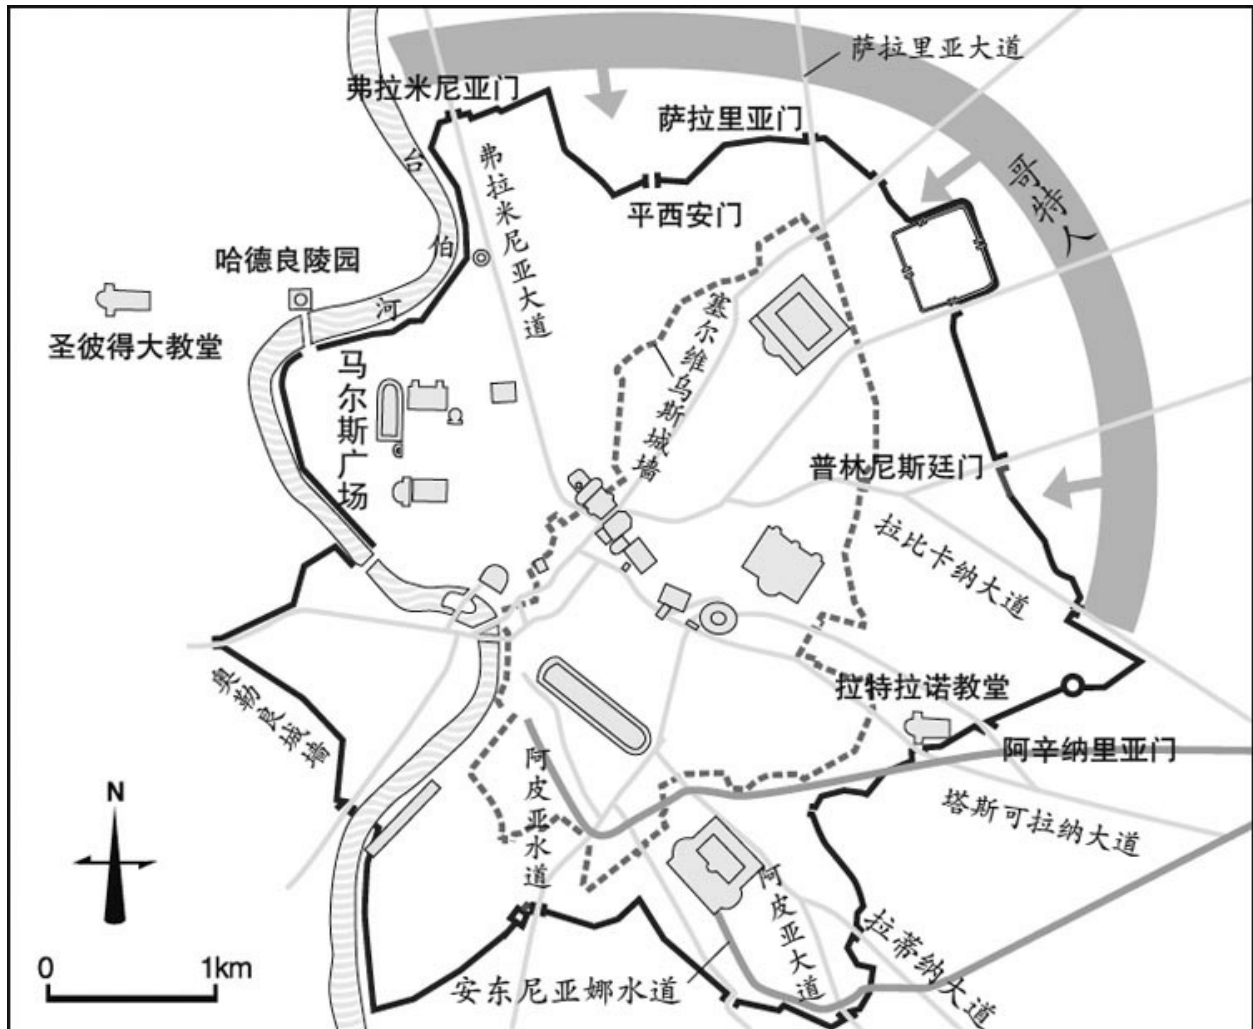 萨拉里亚大道
弗拉米尼亚门
萨拉里亚门
台伯河
弗拉米尼亚大道
哥特人
平西安门
哈德良陵园
圣彼得大教堂
马尔斯广场
塞尔维乌斯城墙
普林尼斯廷门
拉比卡纳大道
奥勒良城墙
拉特拉诺教堂
阿辛纳里亚门
阿皮亚水道
塔斯可拉纳大道
阿皮亚大道
拉蒂纳大道
安东尼亚娜水道
N
0 1km